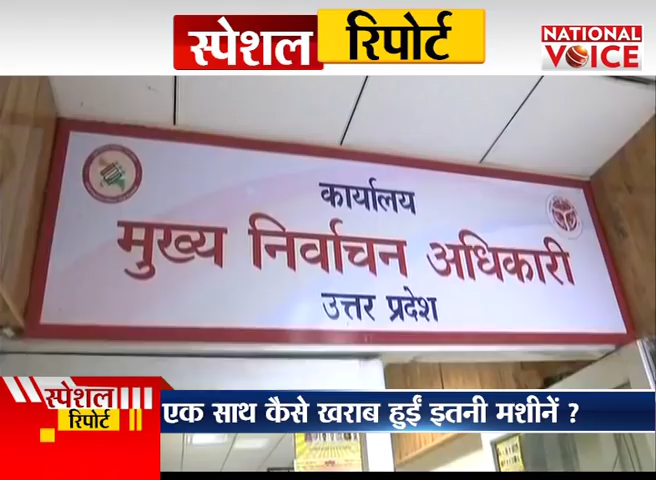 स्पेशल रिपोर्ट
NATIONAL
VOICE
कार्यालय
मुख्य निर्वाचन अधिकारी
उत्तर प्रदेश
स्पेशल
रिपोर्ट
एक साथ कैसे खराब हुईं इतनी मशीनें ?